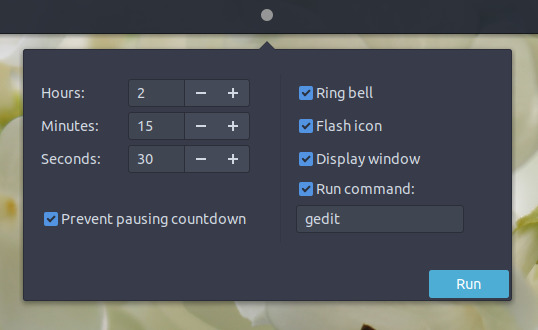 Hours: 2 − +
Minutes: 15 − +
Seconds: 30 − +
Prevent pausing countdown
Ring bell
Flash icon
Display window
Run command:
gedit
Run